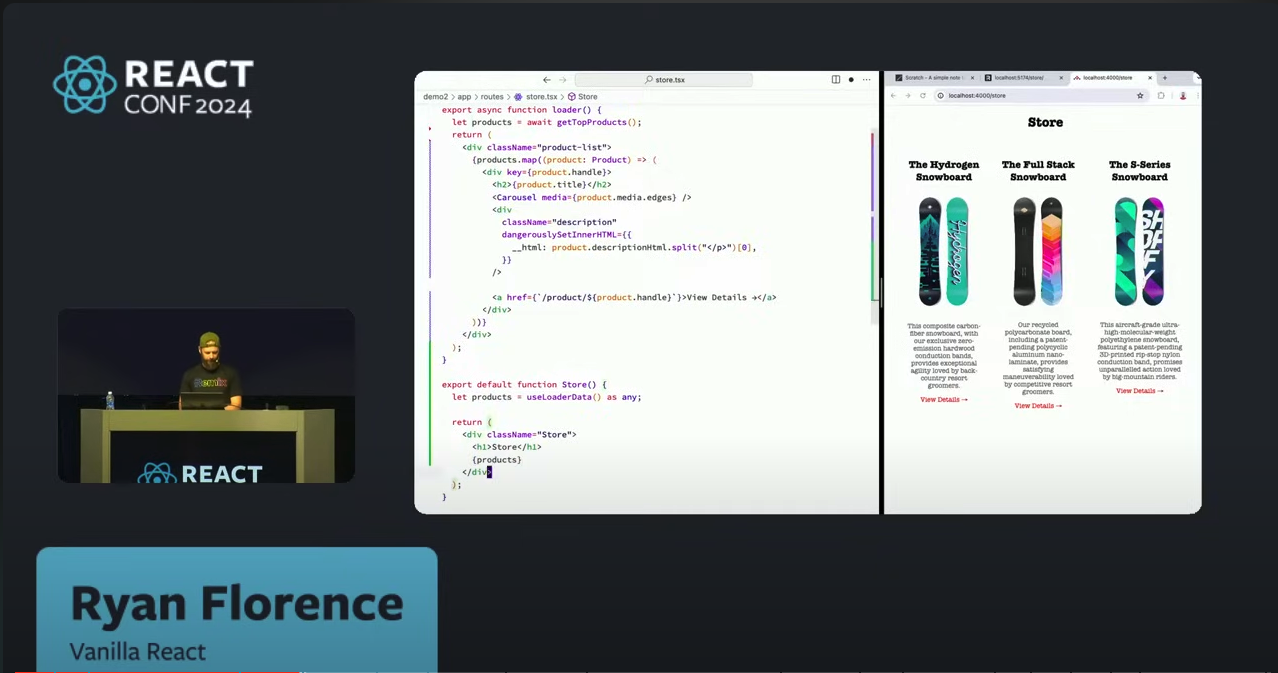 REACT
CONF 2024
store.tsx
demo2 > app > routes > store.tsx > Store
export async function loader() {
let products = await getTopProducts();
return (
<div className="product-list">
{products.map((product: Product) => (
<div key={product.handle}>
<h2>{product.title}</h2>
<Carousel media={product.media.edges} />
<div
className="description"
dangerouslySetInnerHTML={{
__html: product.descriptionHtml.split("</p>")[0],
}}
/>
<a href={`/product/${product.handle}`}>View Details →</a>
</div>
))}
</div>
);
}
export default function Store() {
let products = useLoaderData() as any;
return (
<div className="Store">
<h1>Store</h1>
{products}
</div>
);
}
Scratch - A simple note
localhost:5174/store/
localhost:4000/store
localhost:4000/store
Store
The Hydrogen
Snowboard
Hydrogen
This composite carbon-
fiber snowboard, with
our exclusive zero-
emission hardwood
conduction bands,
provides exceptional
agility loved by back-
country resort
groomers.
View Details →
The Full Stack
Snowboard
Our recycled
polycarbonate board,
including a patent-
pending polycyclic
aluminum nano-
laminate, provides
satisfying
maneuverability loved
by competitive resort
groomers.
View Details →
The S-Series
Snowboard
This aircraft-grade ultra-
high-molecular-weight
polyethylene snowboard,
featuring a patent-pending
3D-printed rip-stop nylon
conduction band, promises
unparallelled action loved
by big-mountain riders.
View Details →
REACT
Ryan Florence
Vanilla React